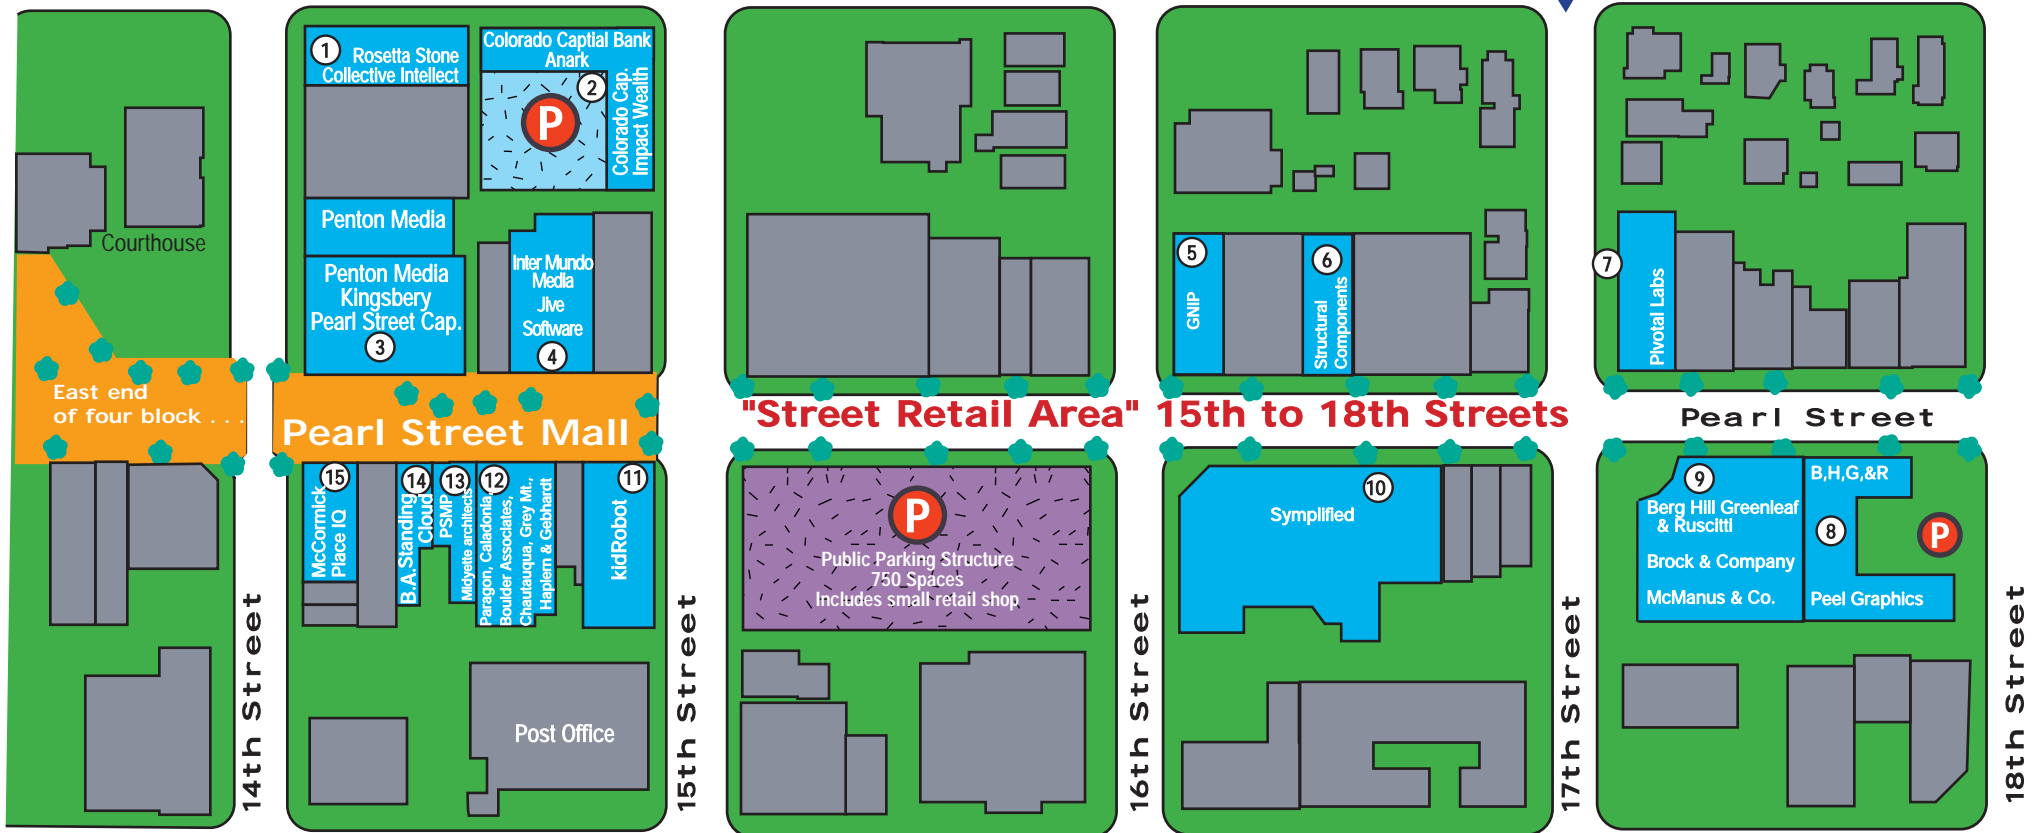 1
Rosetta Stone
Collective Intellect
Colorado Captial Bank
Anark
2
P
Colorado Cap.
Impact Wealth
Courthouse
Penton Media
Penton Media
Kingsbery
Pearl Street Cap.
3
Inter Mundo
Media
JIve
Software
4
5
GNIP
6
Structural
Components
7
Pivotal Labs
East end
of four block . . .
Pearl Street Mall
"Street Retail Area" 15th to 18th Streets
Pearl Street
15
McCormick
Place IQ
14
B.A.Standing
Cloud
13
PSMP
Midyette architects
12
Paragon, Caladonia,
Boulder Associates,
Chautauqua, Grey Mt.,
Haplern & Gebhardt
11
kidRobot
P
Public Parking Structure
750 Spaces
Includes small retail shop
10
Symplified
9
Berg Hill Greenleaf
& Ruscitti
Brock & Company
McManus & Co.
B,H,G,&R
8
P
Peel Graphics
Post Office
14th Street
15th Street
16th Street
17th Street
18th Street